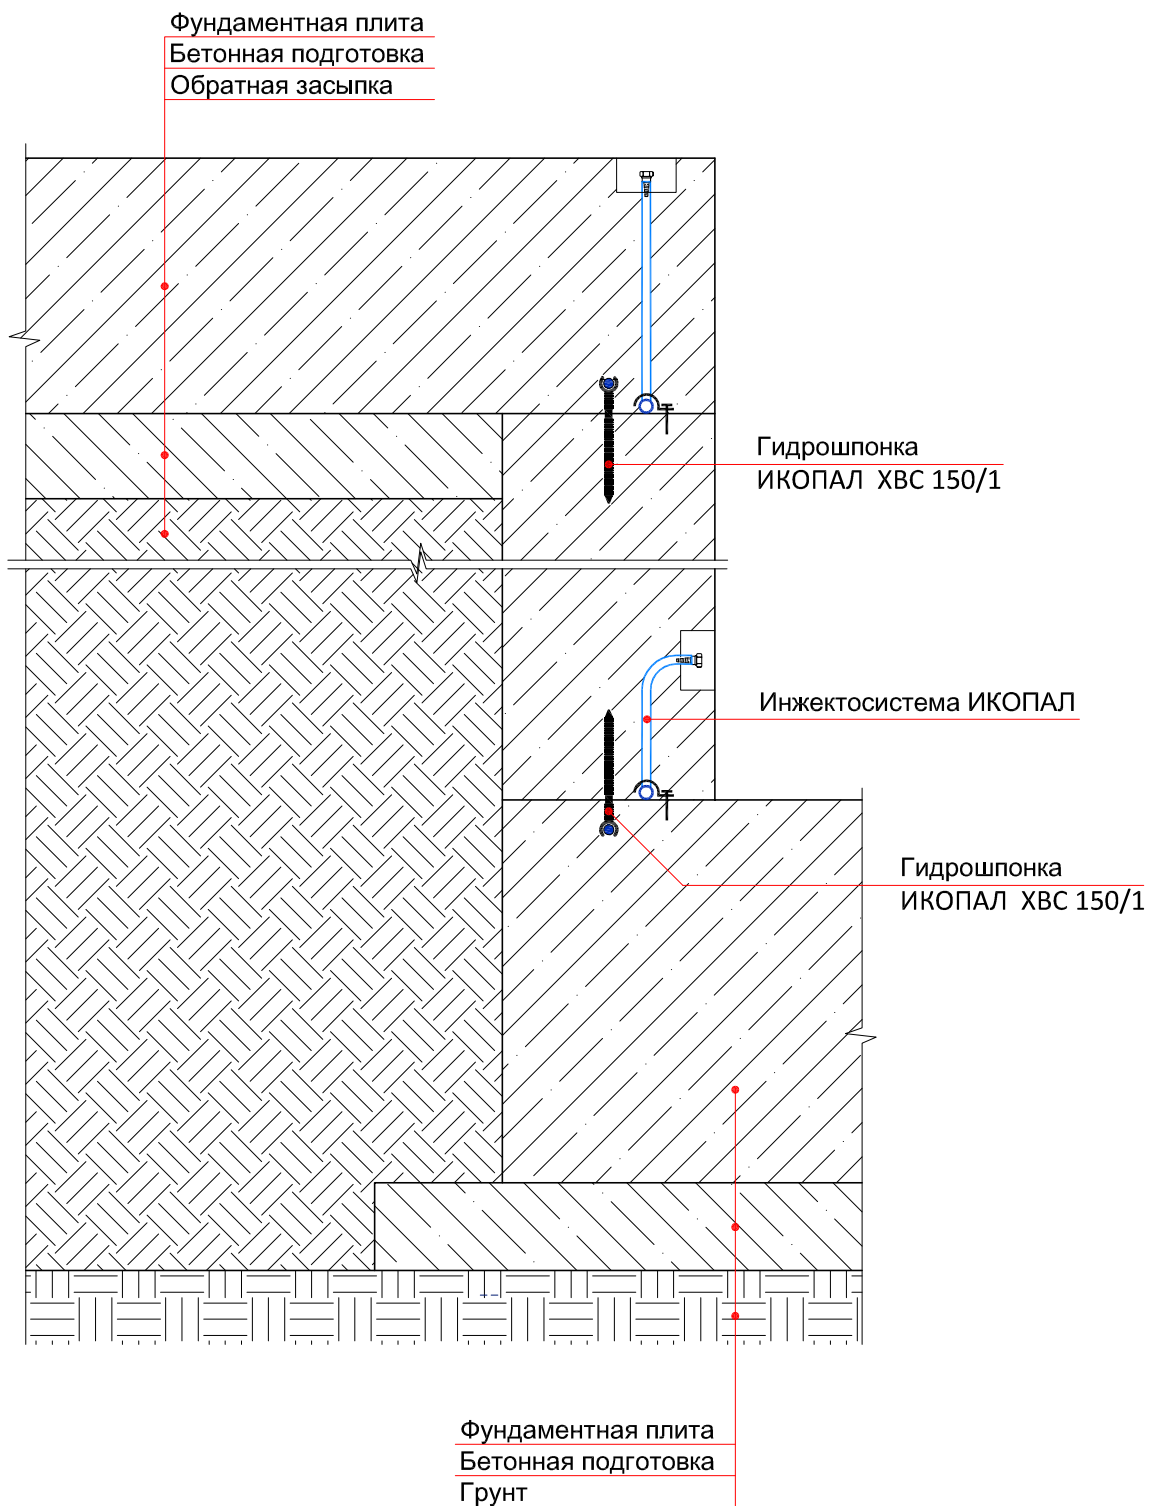 Фундаментная плита
Бетонная подготовка
Обратная засыпка
Гидрошпонка
ИКОПАЛ ХВС 150/1
Инжектосистема ИКОПАЛ
Гидрошпонка
ИКОПАЛ ХВС 150/1
Фундаментная плита
Бетонная подготовка
Грунт